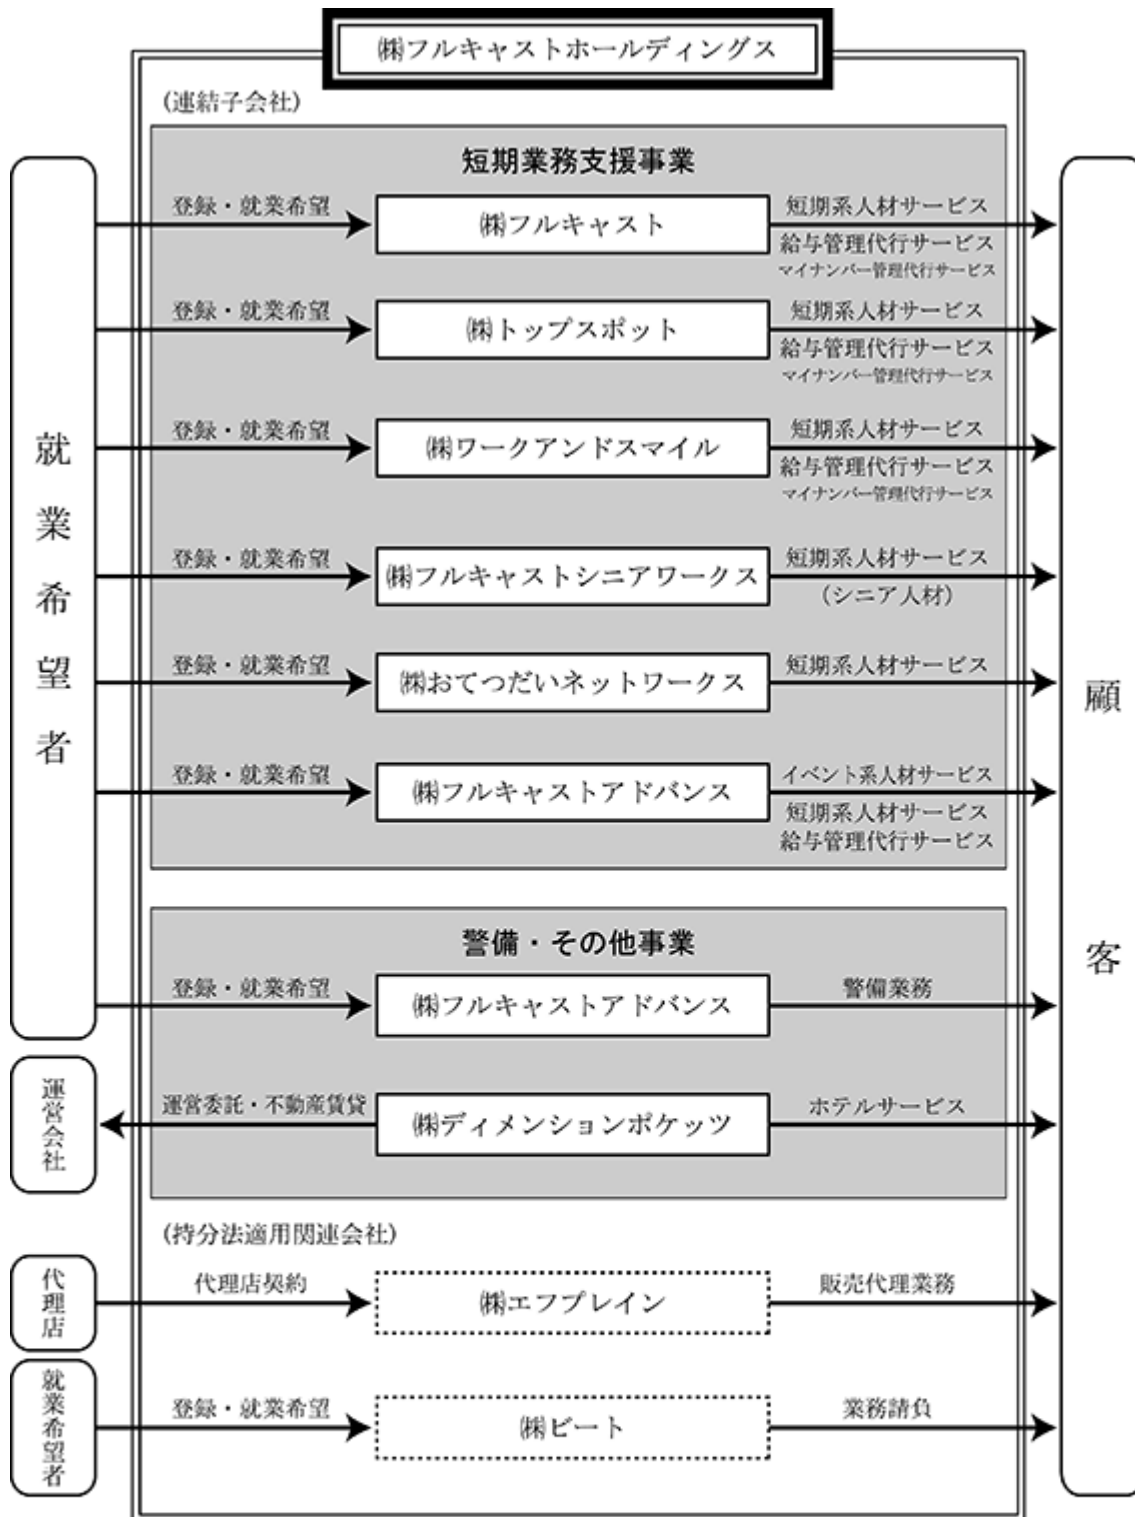 ㈱フルキャストホールディングス
(連結子会社)
短期業務支援事業
就業希望者
登録・就業希望
㈱フルキャスト
短期系人材サービス
給与管理代行サービス
マイナンバー管理代行サービス
登録・就業希望
㈱トップスポット
短期系人材サービス
給与管理代行サービス
マイナンバー管理代行サービス
登録・就業希望
㈱ワークアンドスマイル
短期系人材サービス
給与管理代行サービス
マイナンバー管理代行サービス
登録・就業希望
㈱フルキャストシニアワークス
短期系人材サービス
(シニア人材)
登録・就業希望
㈱おてつだいネットワークス
短期系人材サービス
登録・就業希望
㈱フルキャストアドバンス
イベント系人材サービス
短期系人材サービス
給与管理代行サービス
顧客
警備・その他事業
登録・就業希望
㈱フルキャストアドバンス
警備業務
運営会社
運営委託・不動産賃貸
㈱ディメンションポケッツ
ホテルサービス
(持分法適用関連会社)
代理店
代理店契約
㈱エフプレイン
販売代理業務
就業希望者
登録・就業希望
㈱ビート
業務請負